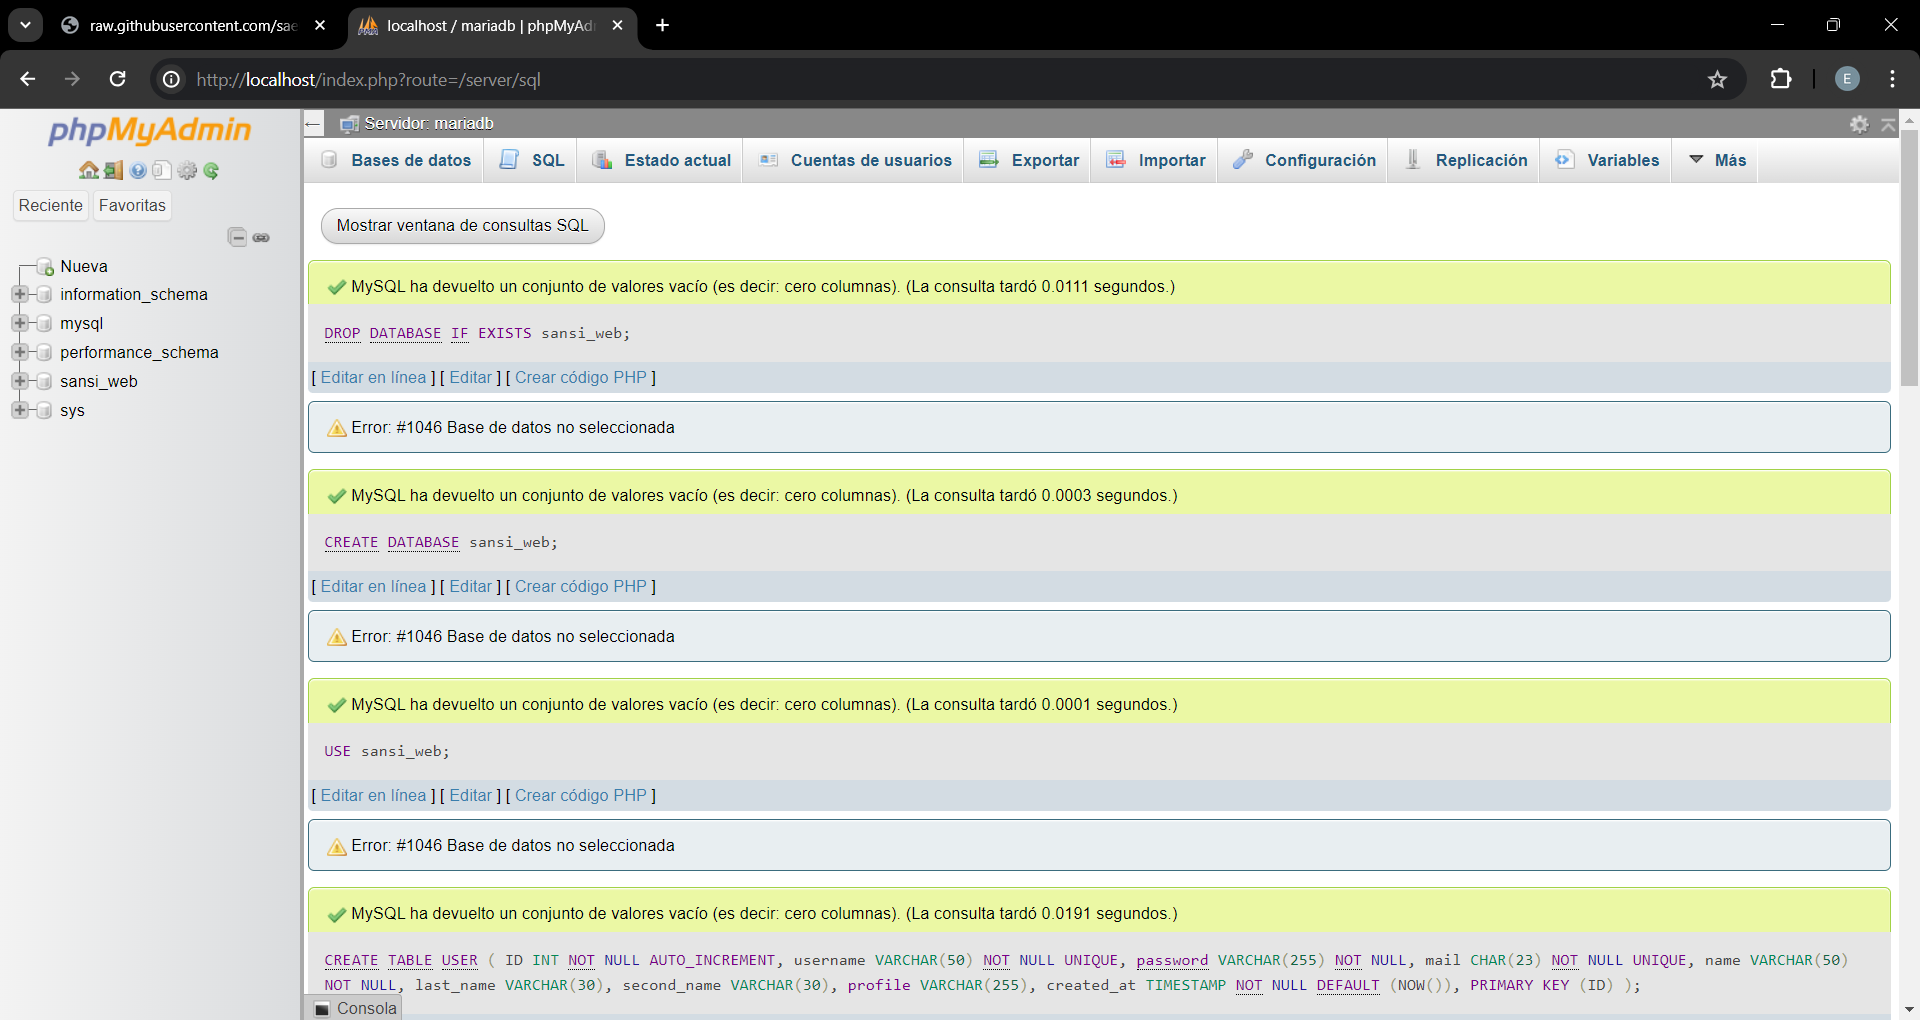 raw.githubusercontent.com/sae
localhost / mariadb | phpMyAd
http://localhost/index.php?route=/server/sql
E
phpMyAdmin
Reciente Favoritas
Nueva
information_schema
mysql
performance_schema
sansi_web
sys
Servidor: mariadb
Bases de datos SQL Estado actual Cuentas de usuarios Exportar Importar Configuración Replicación Variables Más
Mostrar ventana de consultas SQL
MySQL ha devuelto un conjunto de valores vacío (es decir: cero columnas). (La consulta tardó 0.0111 segundos.)
DROP DATABASE IF EXISTS sansi_web;
[ Editar en línea ] [ Editar ] [ Crear código PHP ]
Error: #1046 Base de datos no seleccionada
MySQL ha devuelto un conjunto de valores vacío (es decir: cero columnas). (La consulta tardó 0.0003 segundos.)
CREATE DATABASE sansi_web;
[ Editar en línea ] [ Editar ] [ Crear código PHP ]
Error: #1046 Base de datos no seleccionada
MySQL ha devuelto un conjunto de valores vacío (es decir: cero columnas). (La consulta tardó 0.0001 segundos.)
USE sansi_web;
[ Editar en línea ] [ Editar ] [ Crear código PHP ]
Error: #1046 Base de datos no seleccionada
MySQL ha devuelto un conjunto de valores vacío (es decir: cero columnas). (La consulta tardó 0.0191 segundos.)
CREATE TABLE USER ( ID INT NOT NULL AUTO_INCREMENT, username VARCHAR(50) NOT NULL UNIQUE, password VARCHAR(255) NOT NULL, mail CHAR(23) NOT NULL UNIQUE, name VARCHAR(50)
NOT NULL, last_name VARCHAR(30), second_name VARCHAR(30), profile VARCHAR(255), created_at TIMESTAMP NOT NULL DEFAULT (NOW()), PRIMARY KEY (ID) );
Consola